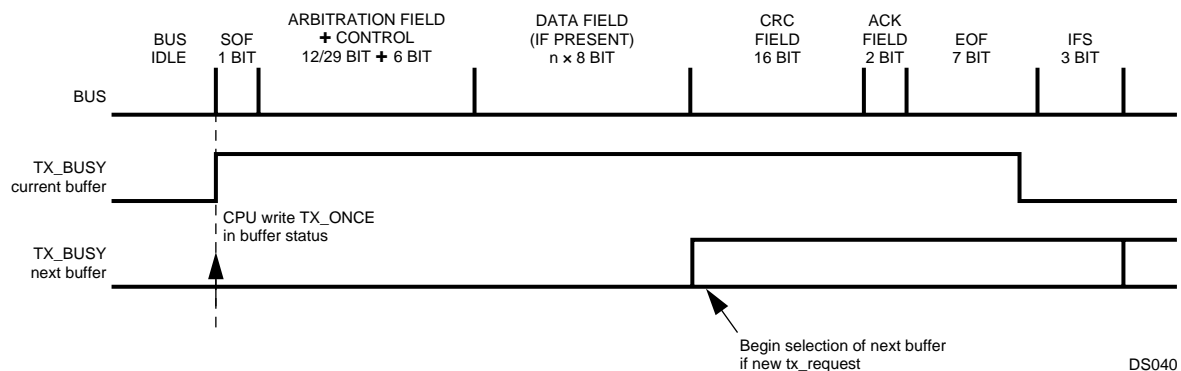 BUS
IDLE
SOF
1 BIT
ARBITRATION FIELD
+ CONTROL
12/29 BIT + 6 BIT
DATA FIELD
(IF PRESENT)
n × 8 BIT
CRC
FIELD
16 BIT
ACK
FIELD
2 BIT
EOF
7 BIT
IFS
3 BIT
BUS
TX_BUSY
current buffer
CPU write TX_ONCE
in buffer status
TX_BUSY
next buffer
Begin selection of next buffer
if new tx_request
DS040